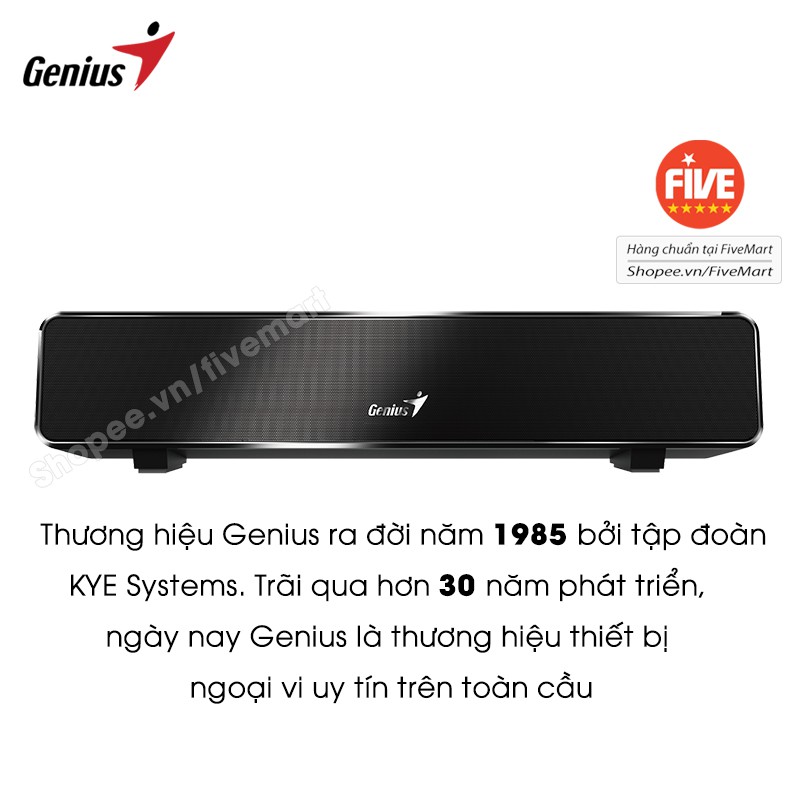 Genius
FIVE
Hàng chuẩn tại FiveMart
Shopee.vn/FiveMart
Shopee.vn/fivemart
Genius
Thương hiệu Genius ra đời năm 1985 bởi tập đoàn
KYE Systems. Trãi qua hơn 30 năm phát triển,
ngày nay Genius là thương hiệu thiết bị
ngoại vi uy tín trên toàn cầu